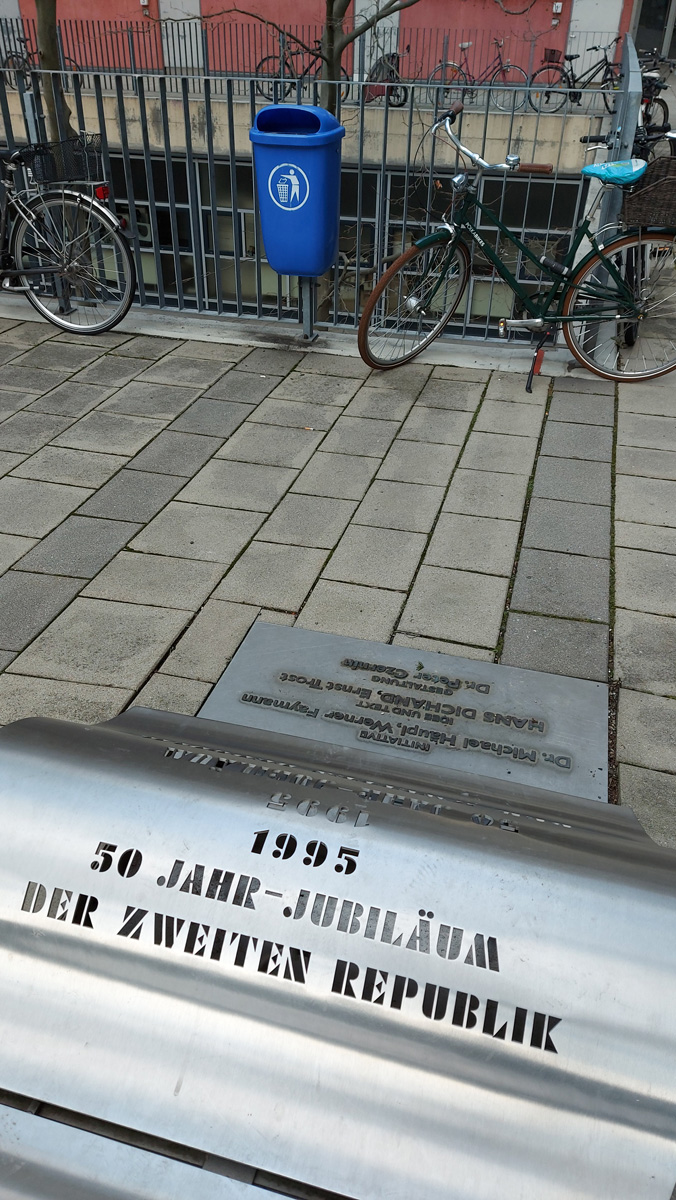 1995
50 JAHR-JUBILÄUM
DER ZWEITEN REPUBLIK
INITIATIVE
Dr. Michael Häupl, Werner Faymann
IDEE UND TEXT
HANS DICHAND, Ernst Trost
GESTALTUNG
Dr. Peter Czernin